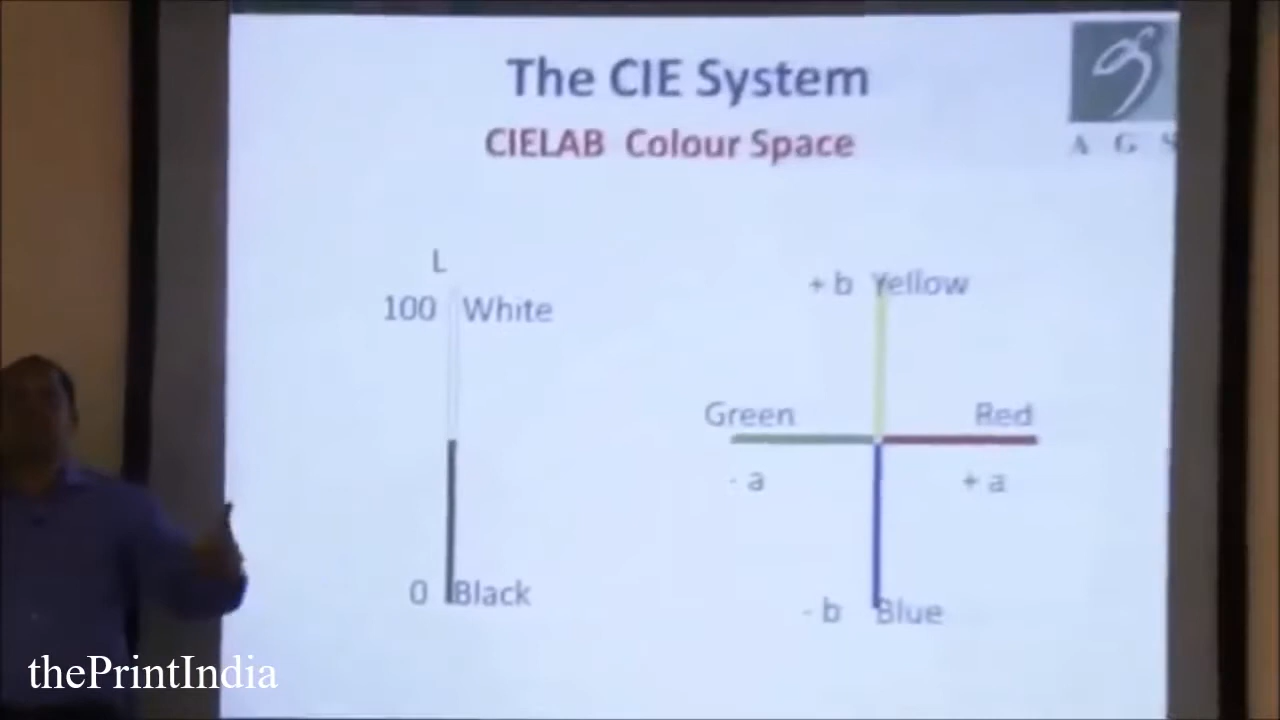 The CIE System
CIELAB Colour Space
A G S
L
100 White
0 Black
+ b Yellow
Green Red
- a + a
- b Blue
thePrintIndia